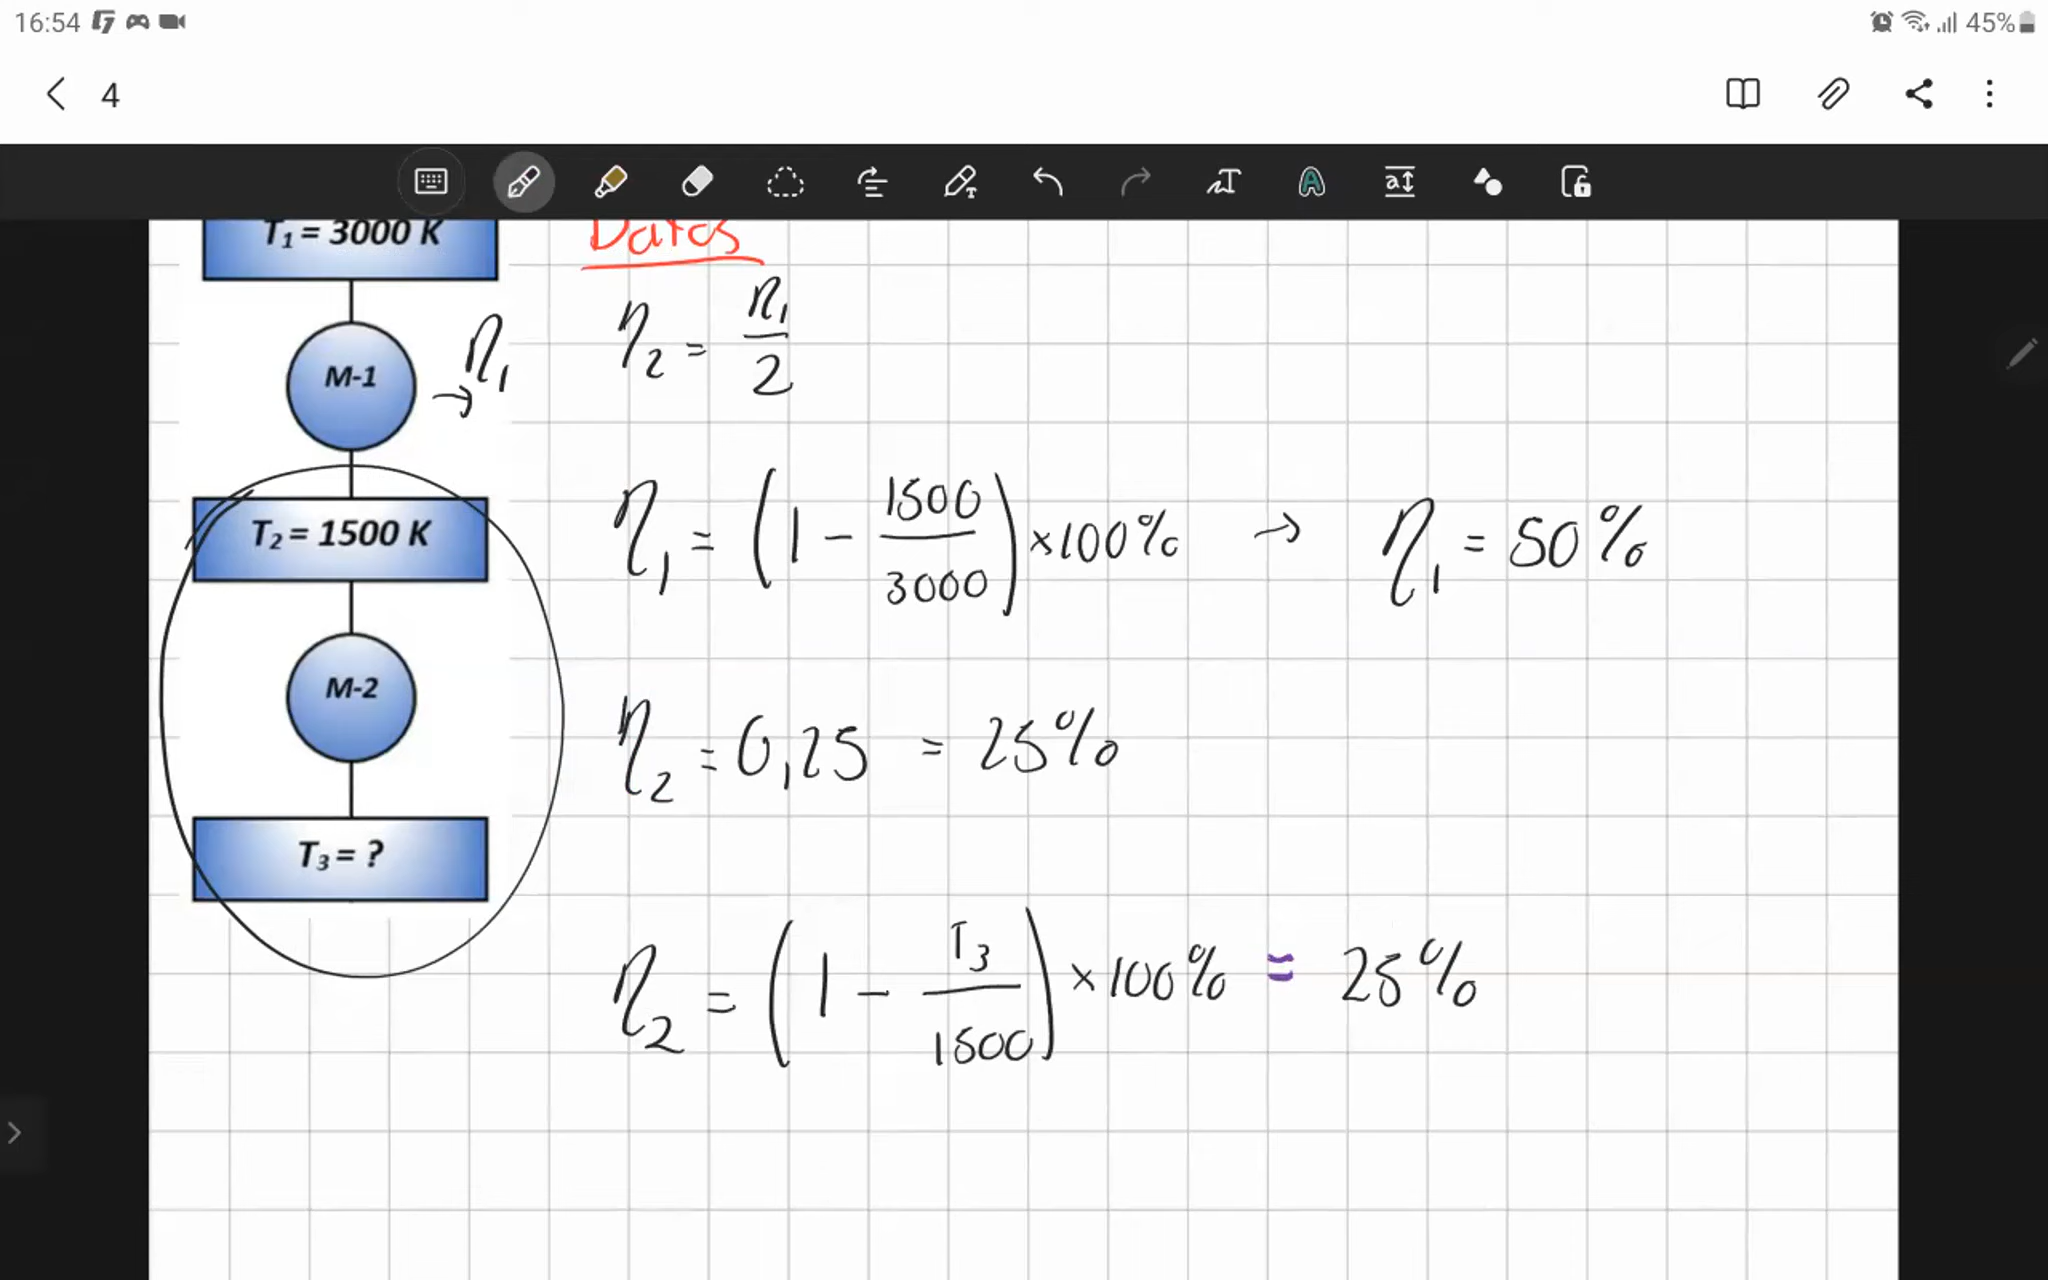 16:54 45%
4
T₁ = 3000 K
Datos
M-1
→ η₁
η₂ = η₁/2
T₂ = 1500 K
η₁ = (1 - 1500/3000) ×100% → η₁ = 50%
M-2
η₂ = 0,25 = 25%
T₃ = ?
η₂ = (1 - T₃/1500) ×100% = 25%